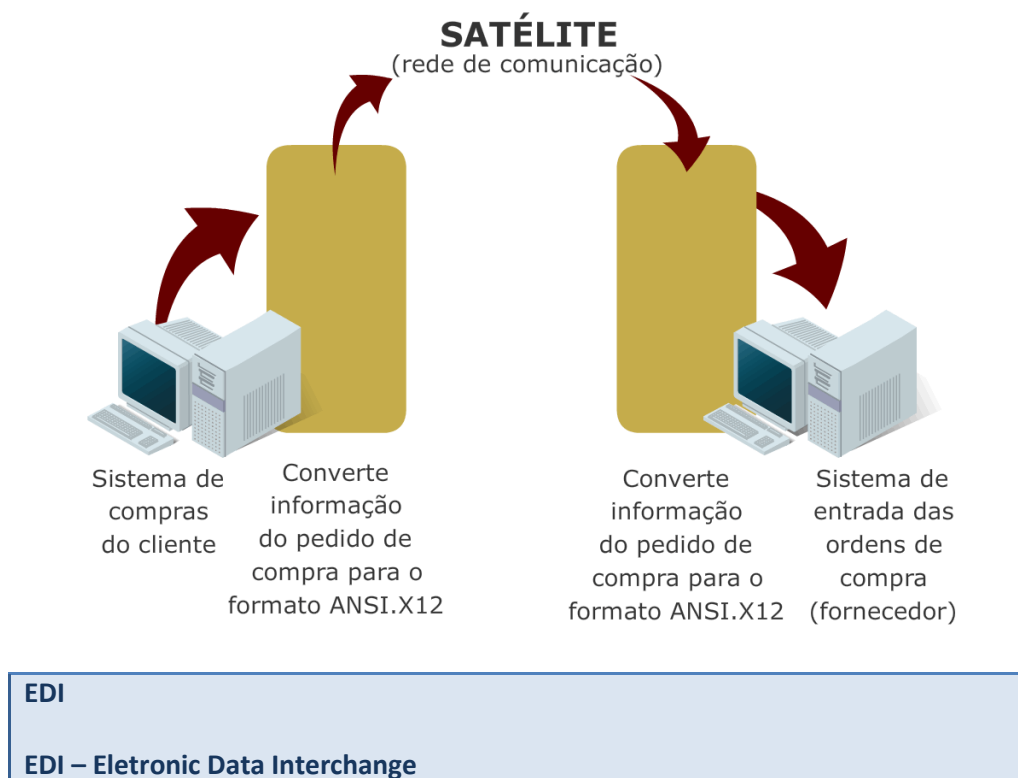 SATÉLITE
(rede de comunicação)
Sistema de
compras
do cliente
Converte
informação
do pedido de
compra para o
formato ANSI.X12
Converte
informação
do pedido de
compra para o
formato ANSI.X12
Sistema de
entrada das
ordens de
compra
(fornecedor)
EDI
EDI – Eletronic Data Interchange